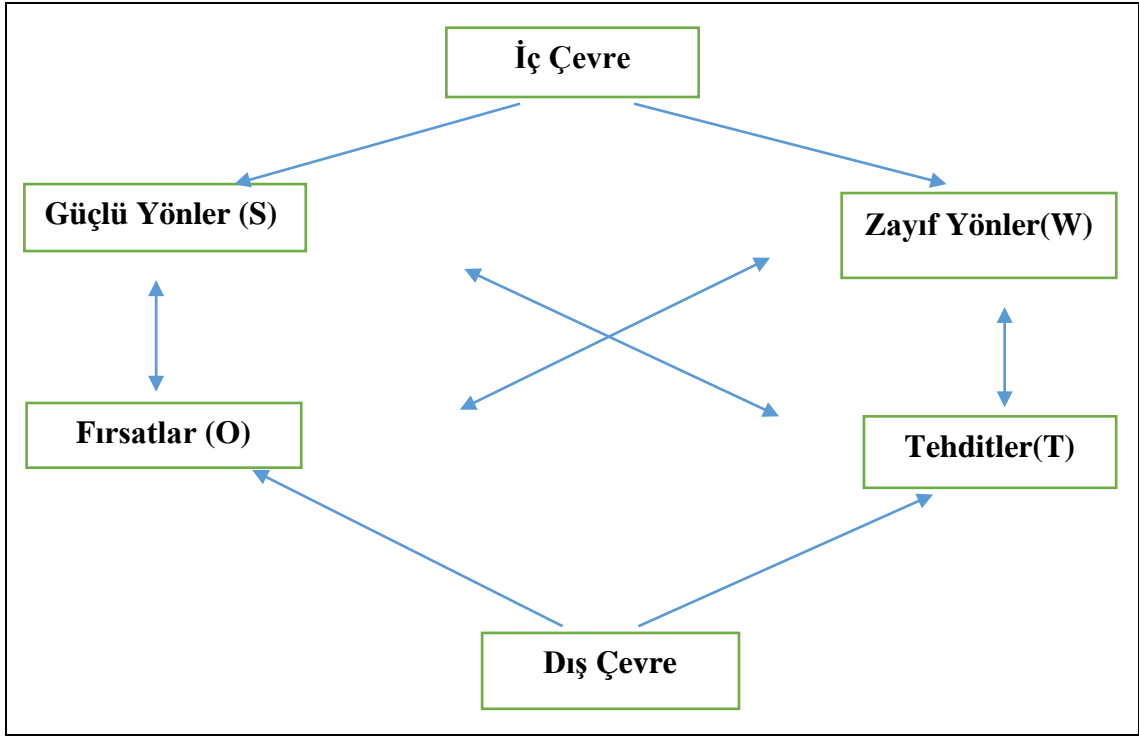 İç Çevre
Güçlü Yönler (S)
Zayıf Yönler(W)
Fırsatlar (O)
Tehditler(T)
Dış Çevre